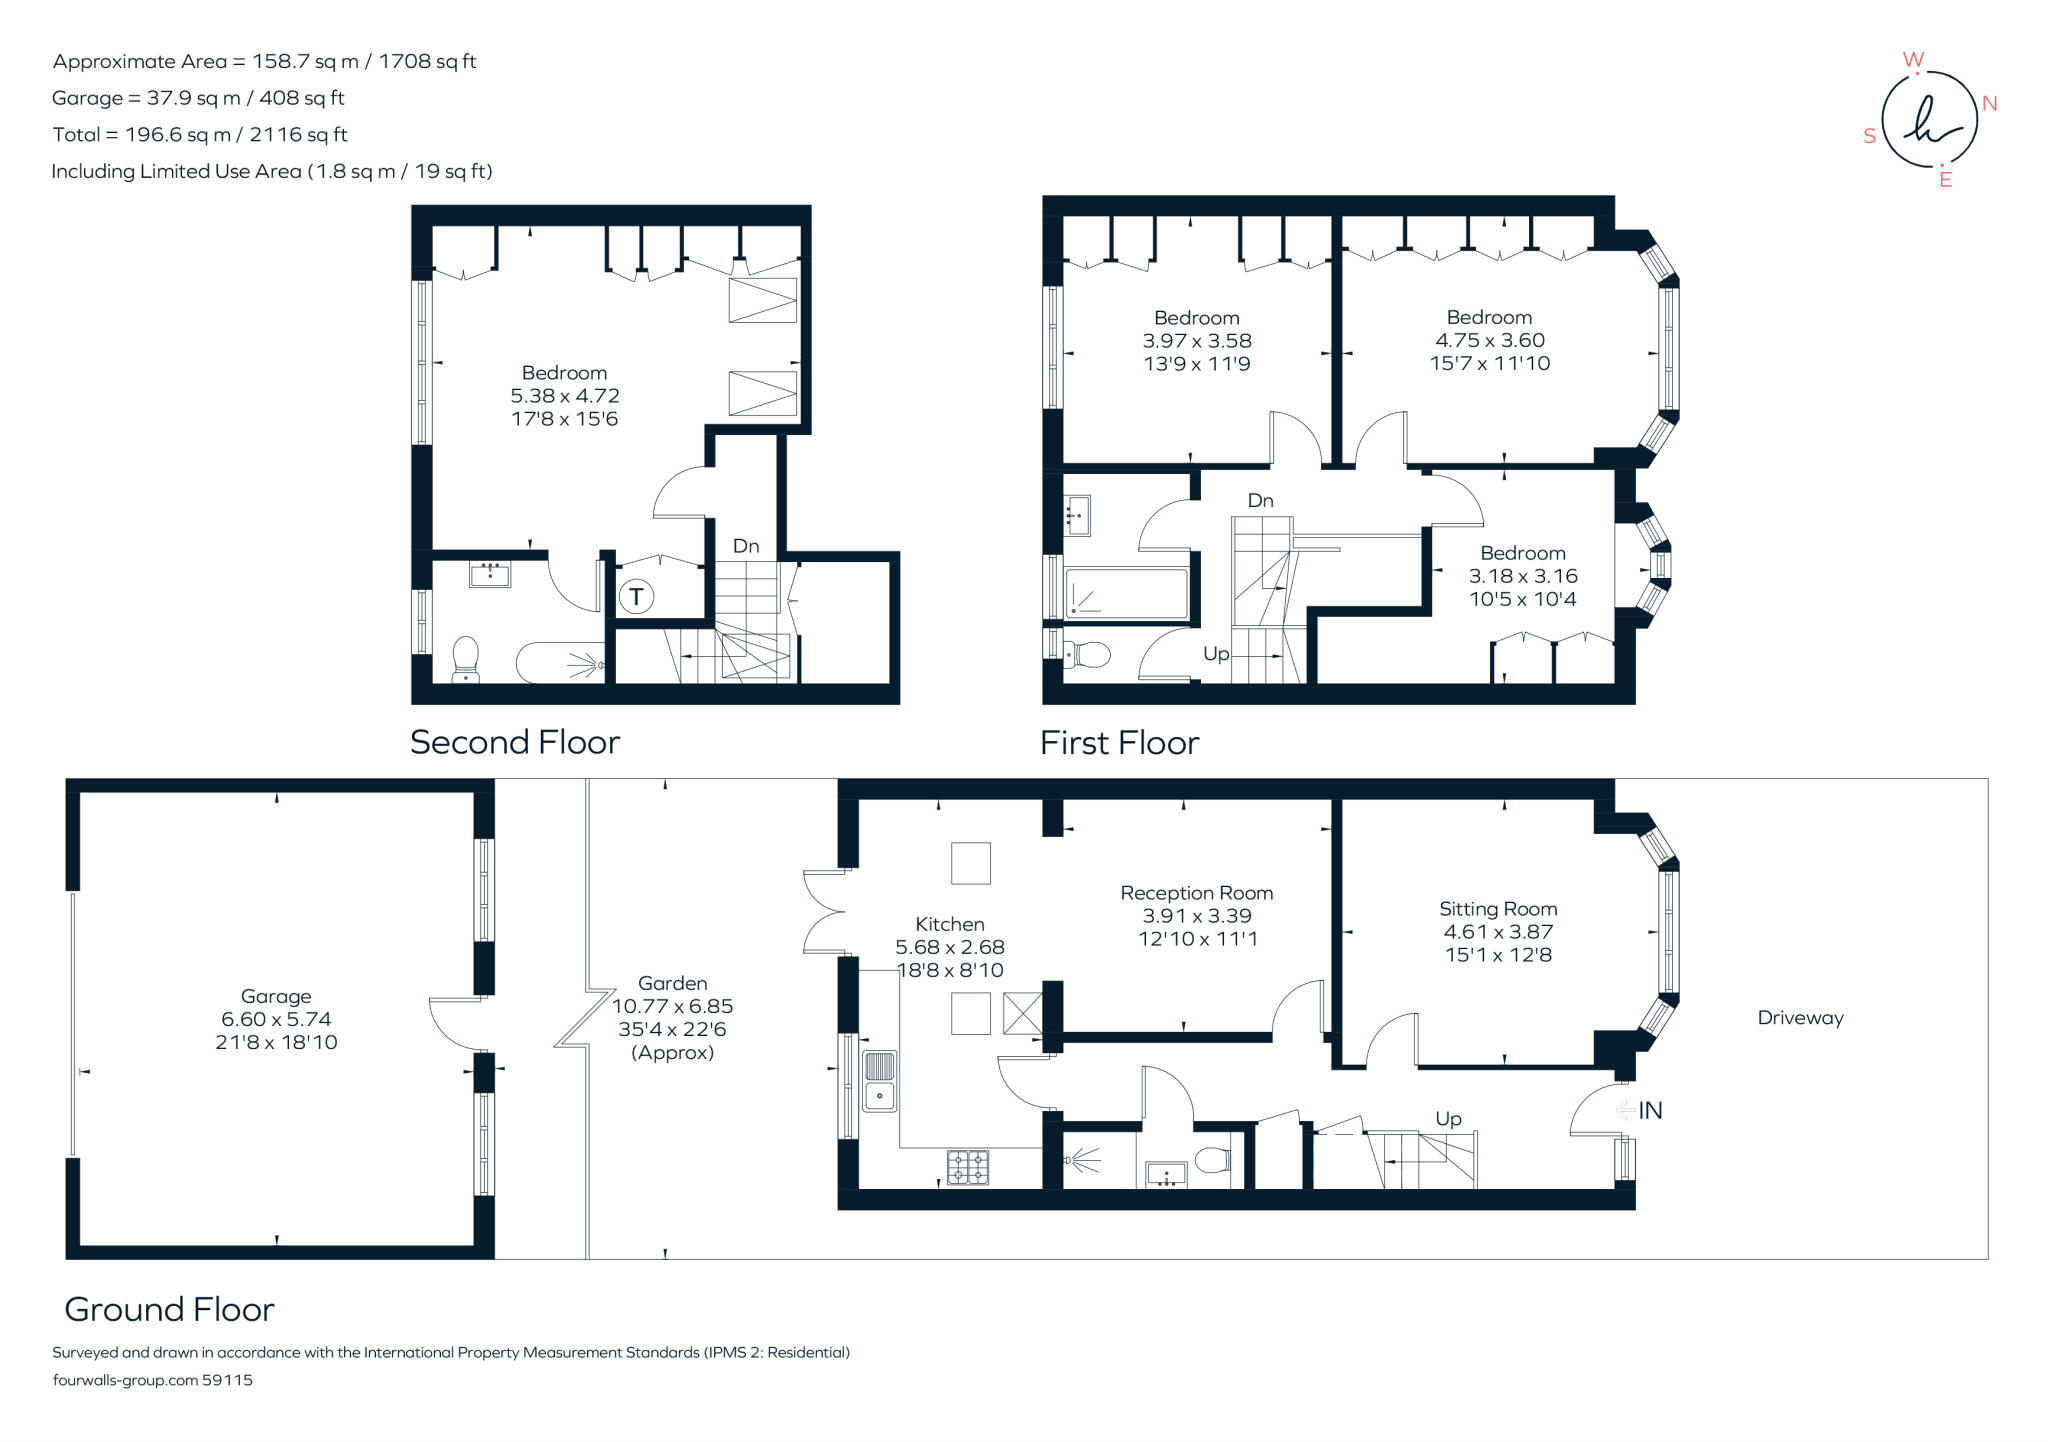 Approximate Area = 158.7 sq m / 1708 sq ft
Garage = 37.9 sq m / 408 sq ft
Total = 196.6 sq m / 2116 sq ft
Including Limited Use Area (1.8 sq m / 19 sq ft)
W
N
S
E
Bedroom
5.38 x 4.72
17'8 x 15'6
Dn
T
Second Floor
Bedroom
3.97 x 3.58
13'9 x 11'9
Bedroom
4.75 x 3.60
15'7 x 11'10
Dn
Bedroom
3.18 x 3.16
10'5 x 10'4
Up
First Floor
Garage
6.60 x 5.74
21'8 x 18'10
Garden
10.77 x 6.85
35'4 x 22'6
(Approx)
Kitchen
5.68 x 2.68
18'8 x 8'10
Reception Room
3.91 x 3.39
12'10 x 11'1
Sitting Room
4.61 x 3.87
15'1 x 12'8
Up
IN
Driveway
Ground Floor
Surveyed and drawn in accordance with the International Property Measurement Standards (IPMS 2: Residential)
fourwalls-group.com 59115